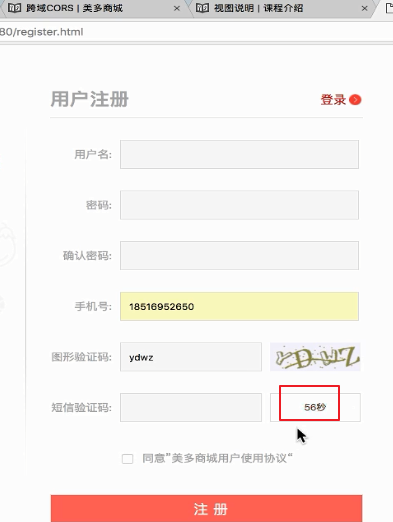 跨域CORS | 美多商城 × 视图说明 | 课程介绍 ×
80/register.html
用户注册 登录
用户名:
密码:
确认密码:
手机号: 18516952650
图形验证码: ydwz YDWZ
短信验证码: 56秒
同意”美多商城用户使用协议“
注 册